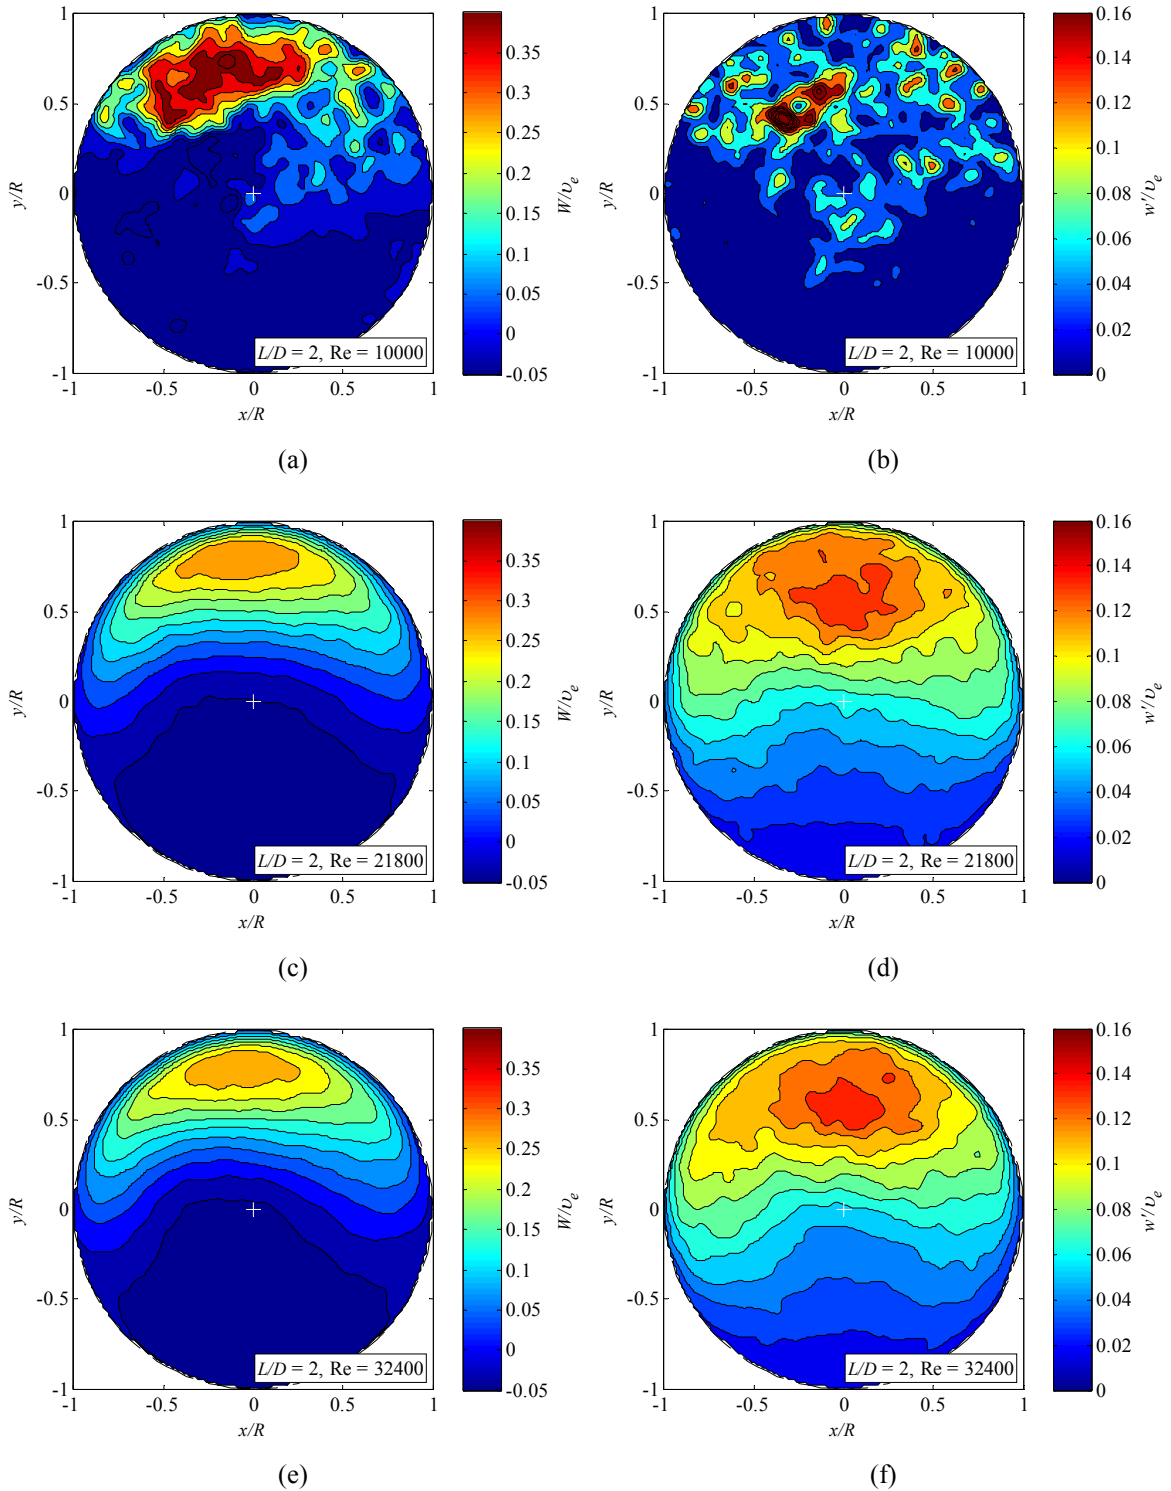 1
0.5
0
-0.5
-1
y/R
-1 -0.5 0 0.5 1
x/R
L/D = 2, Re = 10000
0.35
0.3
0.25
0.2
0.15
0.1
0.05
0
-0.05
W/υe
(a)
1
0.5
0
-0.5
-1
y/R
-1 -0.5 0 0.5 1
x/R
L/D = 2, Re = 10000
0.16
0.14
0.12
0.1
0.08
0.06
0.04
0.02
0
w'/υe
(b)
1
0.5
0
-0.5
-1
y/R
-1 -0.5 0 0.5 1
x/R
L/D = 2, Re = 21800
0.35
0.3
0.25
0.2
0.15
0.1
0.05
0
-0.05
W/υe
(c)
1
0.5
0
-0.5
-1
y/R
-1 -0.5 0 0.5 1
x/R
L/D = 2, Re = 21800
0.16
0.14
0.12
0.1
0.08
0.06
0.04
0.02
0
w'/υe
(d)
1
0.5
0
-0.5
-1
y/R
-1 -0.5 0 0.5 1
x/R
L/D = 2, Re = 32400
0.35
0.3
0.25
0.2
0.15
0.1
0.05
0
-0.05
W/υe
(e)
1
0.5
0
-0.5
-1
y/R
-1 -0.5 0 0.5 1
x/R
L/D = 2, Re = 32400
0.16
0.14
0.12
0.1
0.08
0.06
0.04
0.02
0
w'/υe
(f)